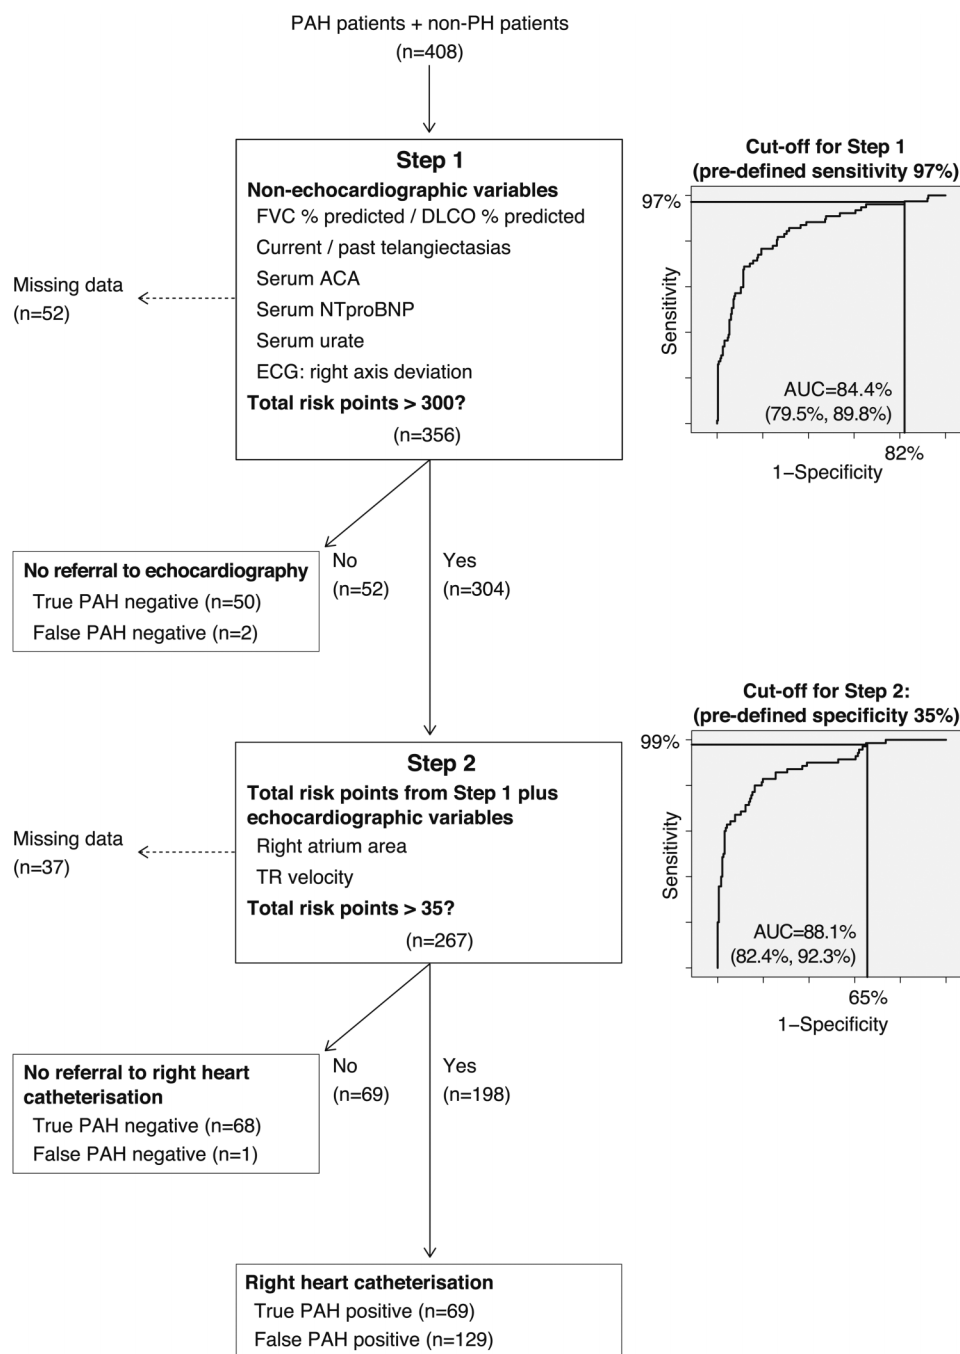 PAH patients + non-PH patients
(n=408)
Step 1
Non-echocardiographic variables
FVC % predicted / DLCO % predicted
Current / past telangiectasias
Serum ACA
Serum NTproBNP
Serum urate
ECG: right axis deviation
Total risk points > 300?
(n=356)
Missing data
(n=52)
Cut-off for Step 1
(pre-defined sensitivity 97%)
97%
Sensitivity
AUC=84.4%
(79.5%, 89.8%)
82%
1−Specificity
No
(n=52)
Yes
(n=304)
No referral to echocardiography
True PAH negative (n=50)
False PAH negative (n=2)
Step 2
Total risk points from Step 1 plus
echocardiographic variables
Right atrium area
TR velocity
Total risk points > 35?
(n=267)
Missing data
(n=37)
Cut-off for Step 2:
(pre-defined specificity 35%)
99%
Sensitivity
AUC=88.1%
(82.4%, 92.3%)
65%
1−Specificity
No
(n=69)
Yes
(n=198)
No referral to right heart
catheterisation
True PAH negative (n=68)
False PAH negative (n=1)
Right heart catheterisation
True PAH positive (n=69)
False PAH positive (n=129)